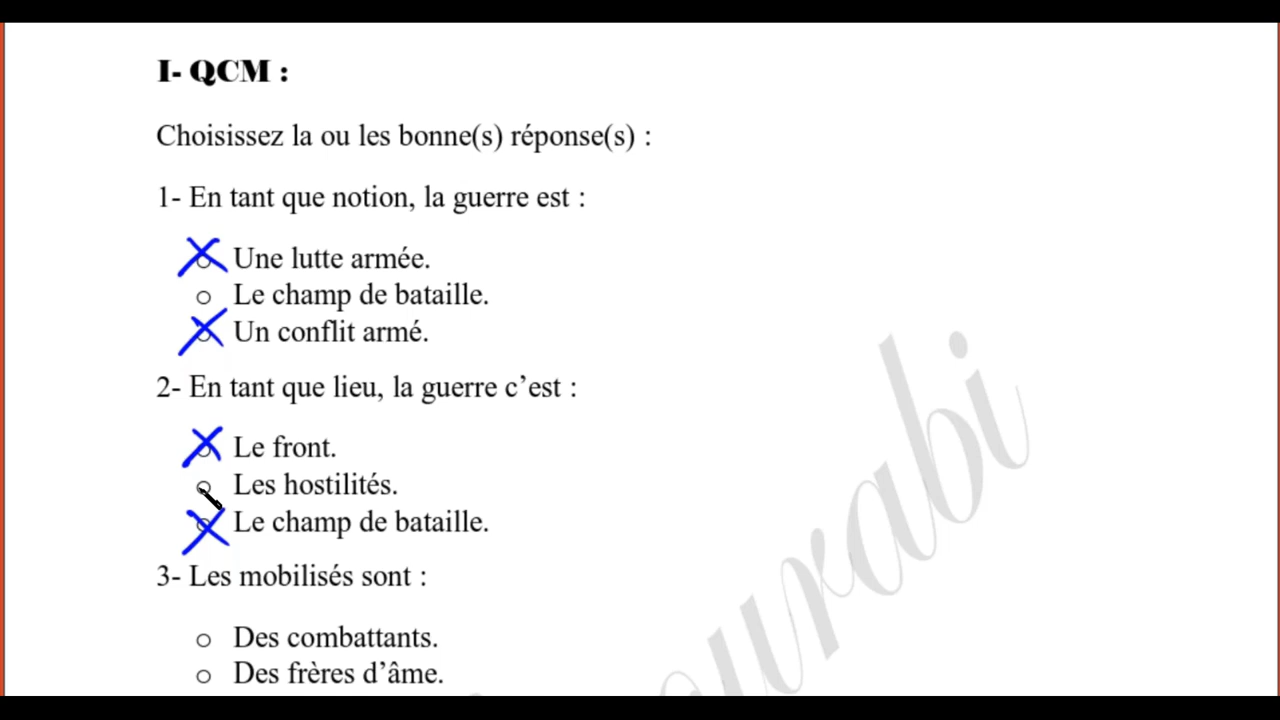 I- QCM :
Choisissez la ou les bonne(s) réponse(s) :
1- En tant que notion, la guerre est :
Une lutte armée.
Le champ de bataille.
Un conflit armé.
2- En tant que lieu, la guerre c’est :
Le front.
Les hostilités.
Le champ de bataille.
3- Les mobilisés sont :
Des combattants.
Des frères d’âme.